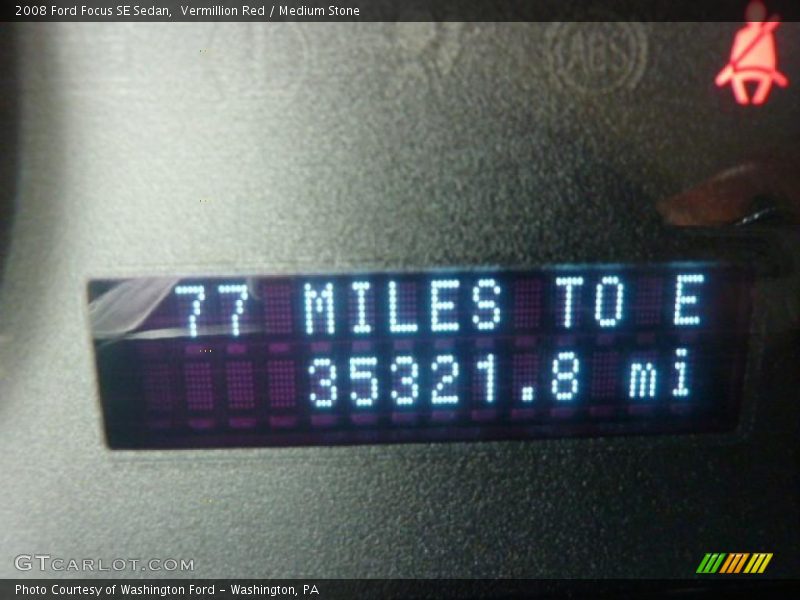 2008 Ford Focus SE Sedan,  Vermillion Red / Medium Stone
ABS
77 MILES TO E
35321.8 mi
GTCARLOT.COM
Photo Courtesy of Washington Ford - Washington, PA